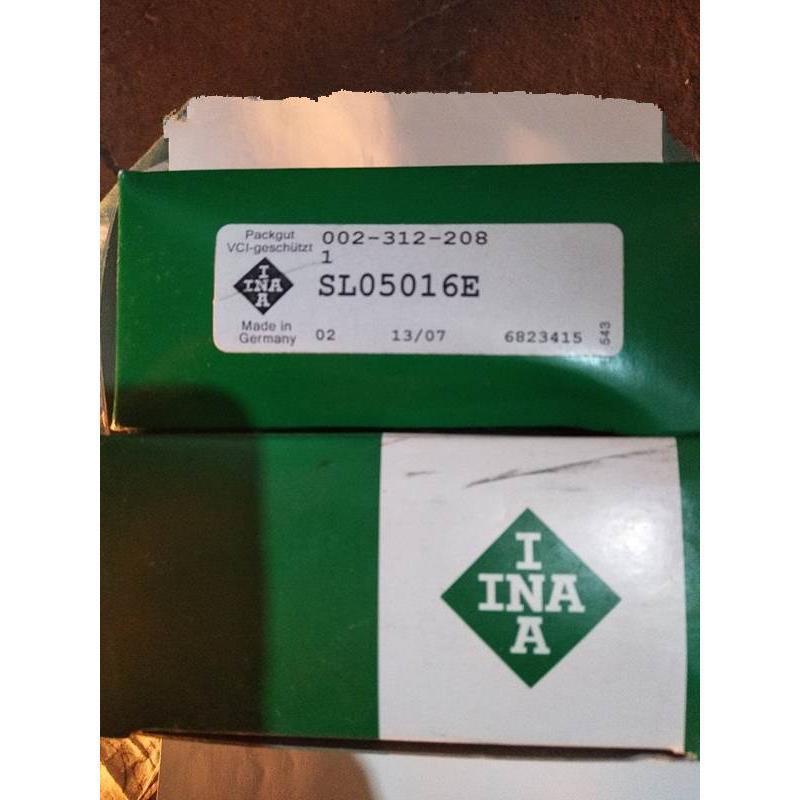 Packgut
VCI-geschützt
002-312-208
1
I
INA
A
SL05016E
Made in
Germany
02 13/07 6823415
543
I
INA
A